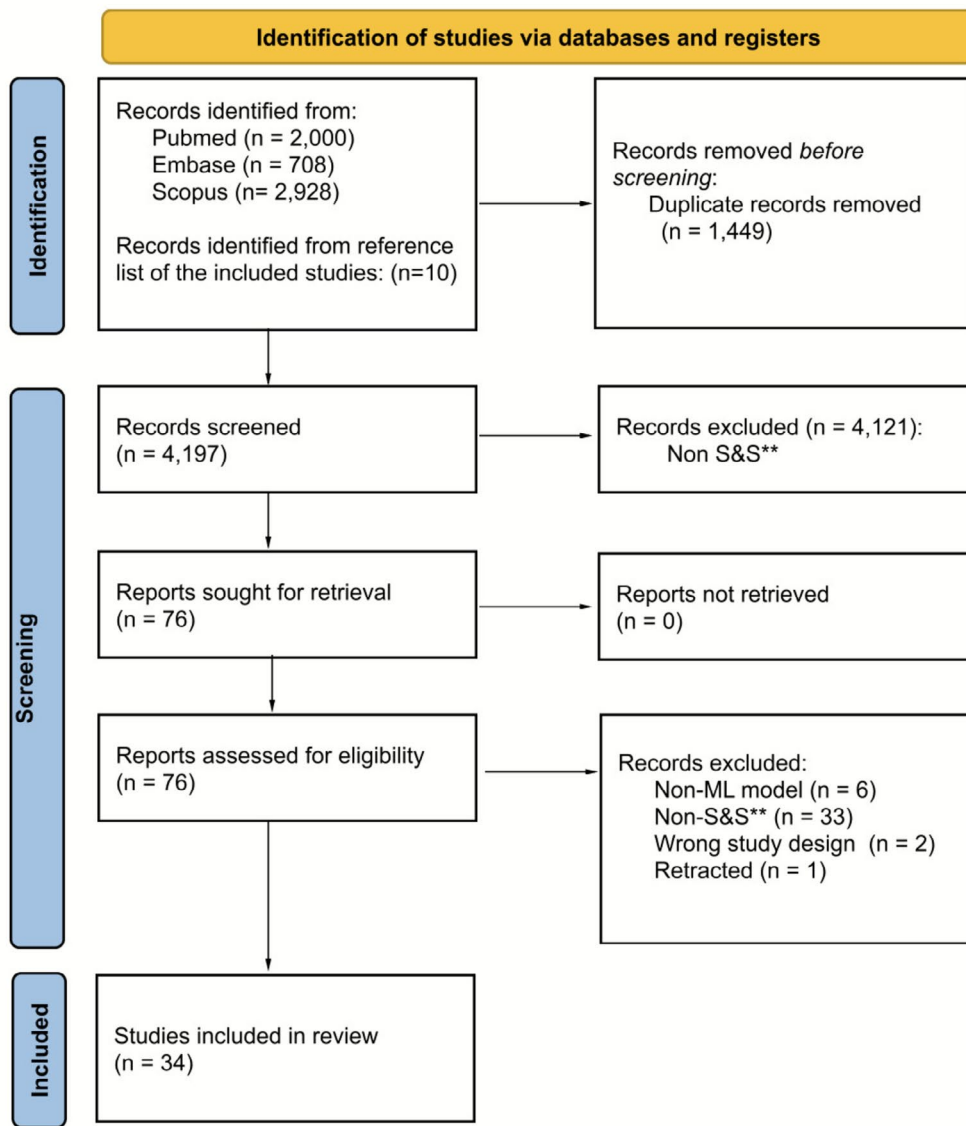 Identification of studies via databases and registers
Identification
Records identified from:
Pubmed (n = 2,000)
Embase (n = 708)
Scopus (n= 2,928)
Records identified from reference
list of the included studies: (n=10)
Records removed before
screening:
Duplicate records removed
(n = 1,449)
Screening
Records screened
(n = 4,197)
Records excluded (n = 4,121):
Non S&S**
Reports sought for retrieval
(n = 76)
Reports not retrieved
(n = 0)
Reports assessed for eligibility
(n = 76)
Records excluded:
Non-ML model (n = 6)
Non-S&S** (n = 33)
Wrong study design (n = 2)
Retracted (n = 1)
Included
Studies included in review
(n = 34)